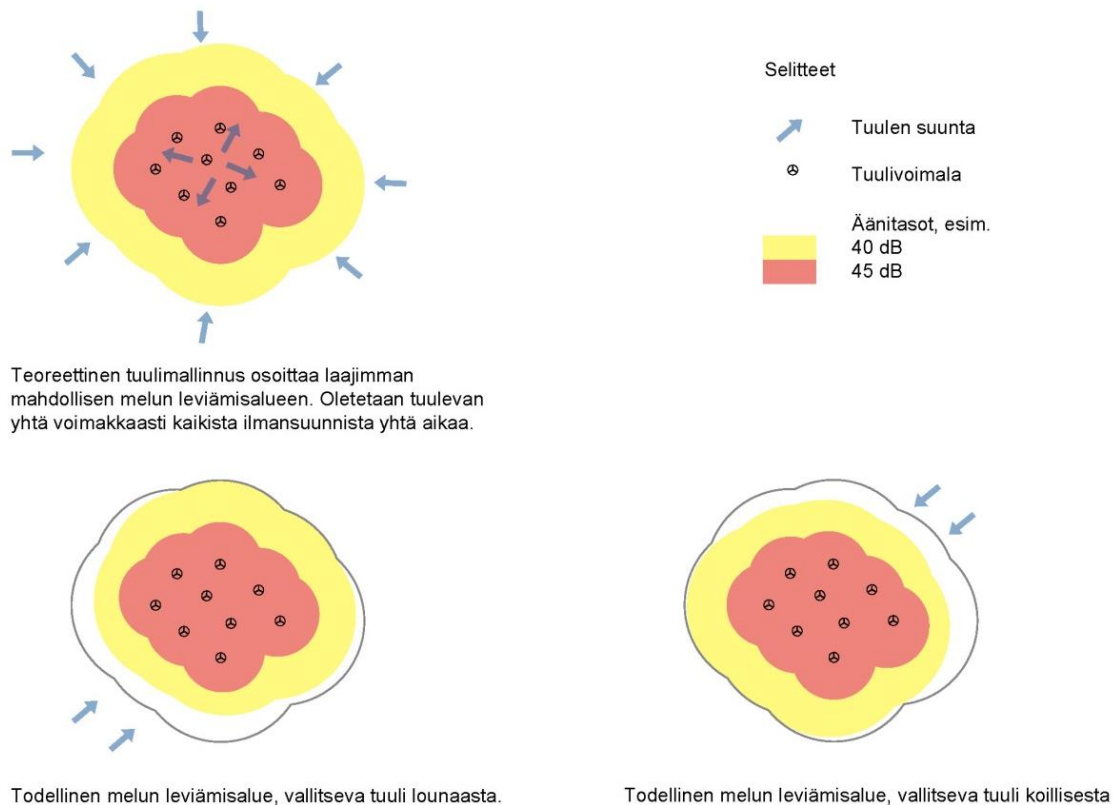 Selitteet
Tuulen suunta
Tuulivoimala
Äänitasot, esim.
40 dB
45 dB
Teoreettinen tuulimallinnus osoittaa laajimman
mahdollisen melun leviämisalueen. Oletetaan tuulevan
yhtä voimakkaasti kaikista ilmansuunnista yhtä aikaa.
Todellinen melun leviämisalue, vallitseva tuuli lounaasta.
Todellinen melun leviämisalue, vallitseva tuuli koillisesta